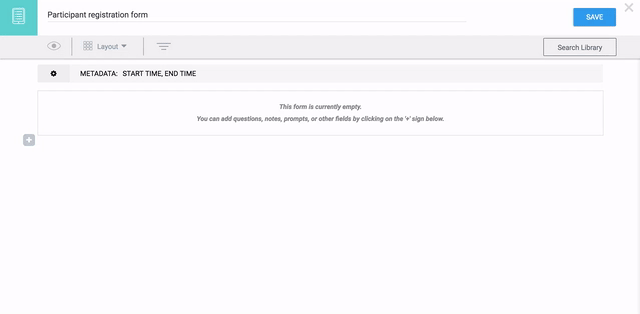 Participant registration form
SAVE
Layout
Search Library
METADATA: START TIME, END TIME
This form is currently empty.
You can add questions, notes, prompts, or other fields by clicking on the '+' sign below.